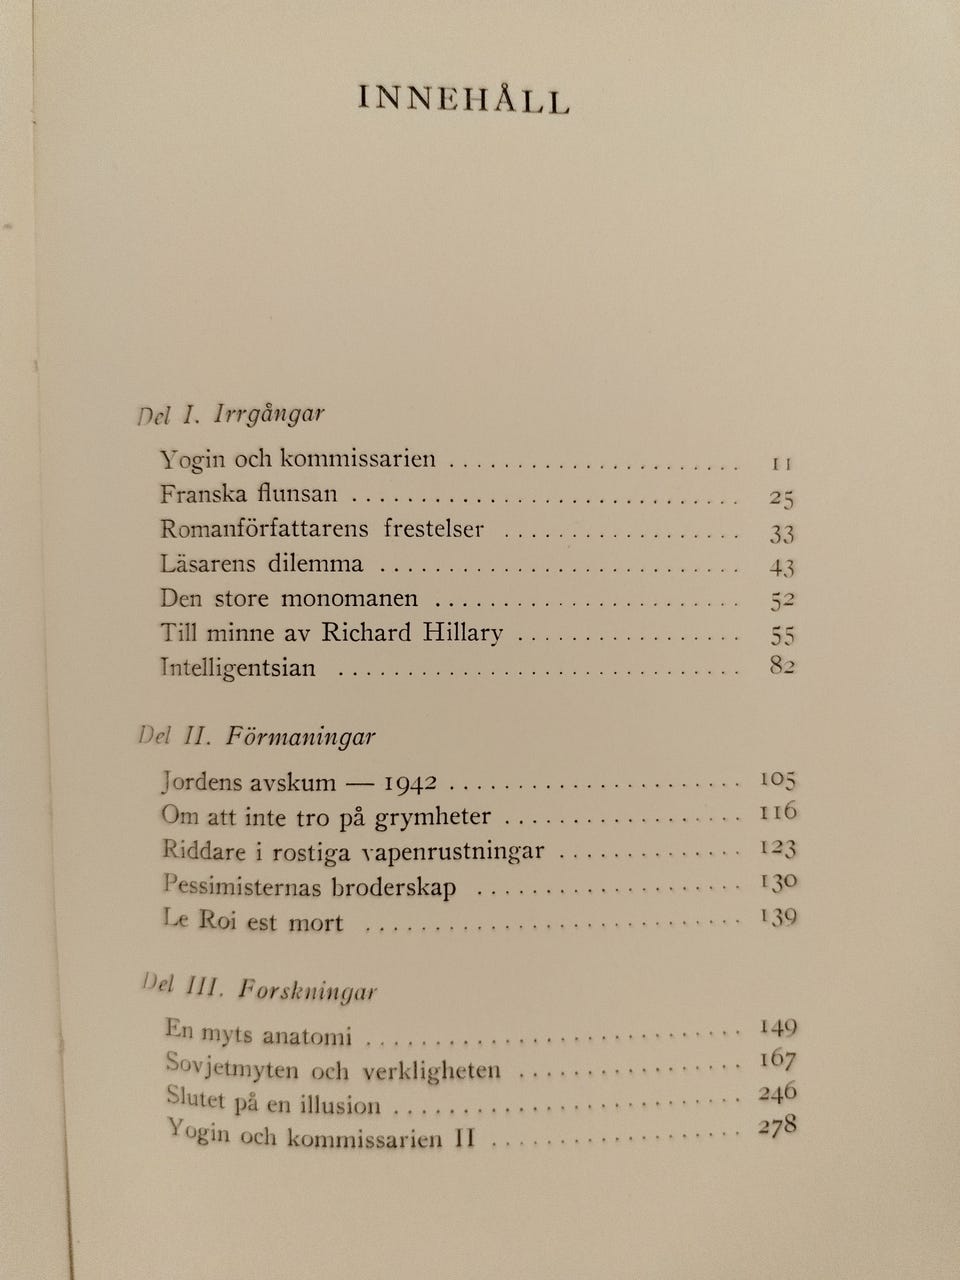 INNEHÅLL
Del I. Irrgångar
Yogin och kommissarien . . . . . . . . . . . . . . . . . . . . . 11
Franska flunsan . . . . . . . . . . . . . . . . . . . . . . . . . . . . 25
Romanförfattarens frestelser . . . . . . . . . . . . . . . . . 33
Läsarens dilemma . . . . . . . . . . . . . . . . . . . . . . . . . . 43
Den store monomanen . . . . . . . . . . . . . . . . . . . . . . 52
Till minne av Richard Hillary . . . . . . . . . . . . . . . . 55
Intelligentsian . . . . . . . . . . . . . . . . . . . . . . . . . . . . . 82
Del II. Förmaningar
Jordens avskum — 1942 . . . . . . . . . . . . . . . . . . . . . 105
Om att inte tro på grymheter . . . . . . . . . . . . . . . . . 116
Riddare i rostiga vapenrustningar . . . . . . . . . . . . . 123
Pessimisternas broderskap . . . . . . . . . . . . . . . . . . . 130
Le Roi est mort . . . . . . . . . . . . . . . . . . . . . . . . . . . 139
Del III. Forskningar
En myts anatomi . . . . . . . . . . . . . . . . . . . . . . . . . . . 149
Sovjetmyten och verkligheten . . . . . . . . . . . . . . . . 167
Slutet på en illusion . . . . . . . . . . . . . . . . . . . . . . . . . 246
Yogin och kommissarien II . . . . . . . . . . . . . . . . . . 278